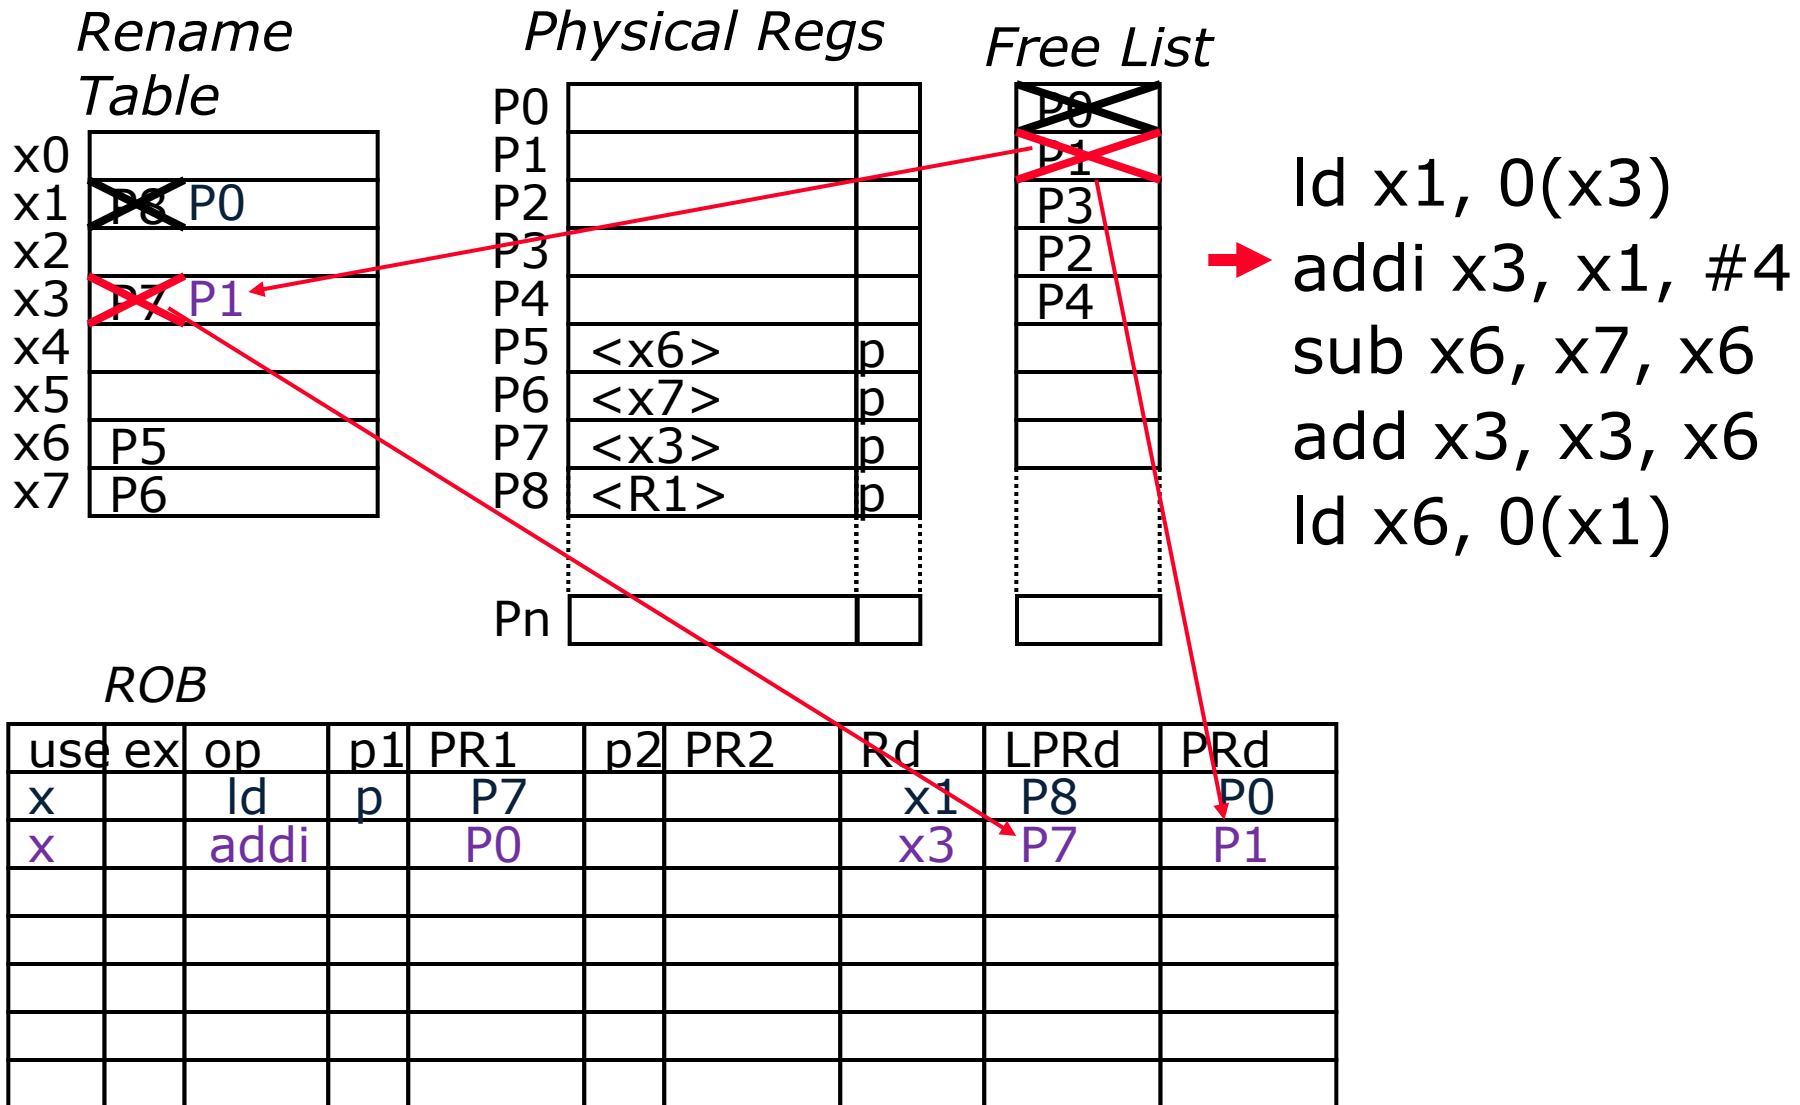 Rename Table
x0
x1 P8 P0
x2
x3 P7 P1
x4
x5
x6 P5
x7 P6
Physical Regs
P0
P1
P2
P3
P4
P5 <x6> p
P6 <x7> p
P7 <x3> p
P8 <R1> p
Pn
Free List
P0
P1
P3
P2
P4
ld x1, 0(x3)
addi x3, x1, #4
sub x6, x7, x6
add x3, x3, x6
ld x6, 0(x1)
ROB
use ex op p1 PR1 p2 PR2 Rd LPRd PRd
x ld p P7 x1 P8 P0
x addi P0 x3 P7 P1